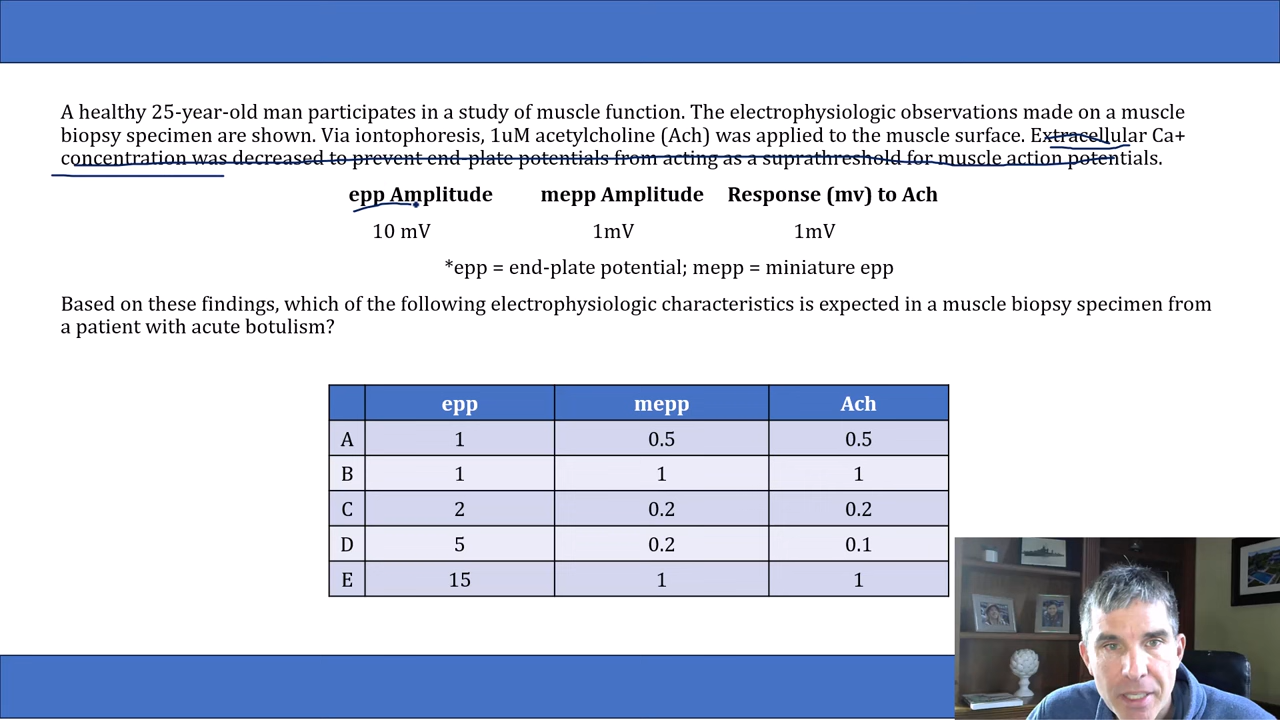 A healthy 25-year-old man participates in a study of muscle function. The electrophysiologic observations made on a muscle
biopsy specimen are shown. Via iontophoresis, 1uM acetylcholine (Ach) was applied to the muscle surface. Extracellular Ca+
concentration was decreased to prevent end-plate potentials from acting as a suprathreshold for muscle action potentials.
epp Amplitude mepp Amplitude Response (mv) to Ach
10 mV 1mV 1mV
*epp = end-plate potential; mepp = miniature epp
Based on these findings, which of the following electrophysiologic characteristics is expected in a muscle biopsy specimen from
a patient with acute botulism?
epp mepp Ach
A 1 0.5 0.5
B 1 1 1
C 2 0.2 0.2
D 5 0.2 0.1
E 15 1 1